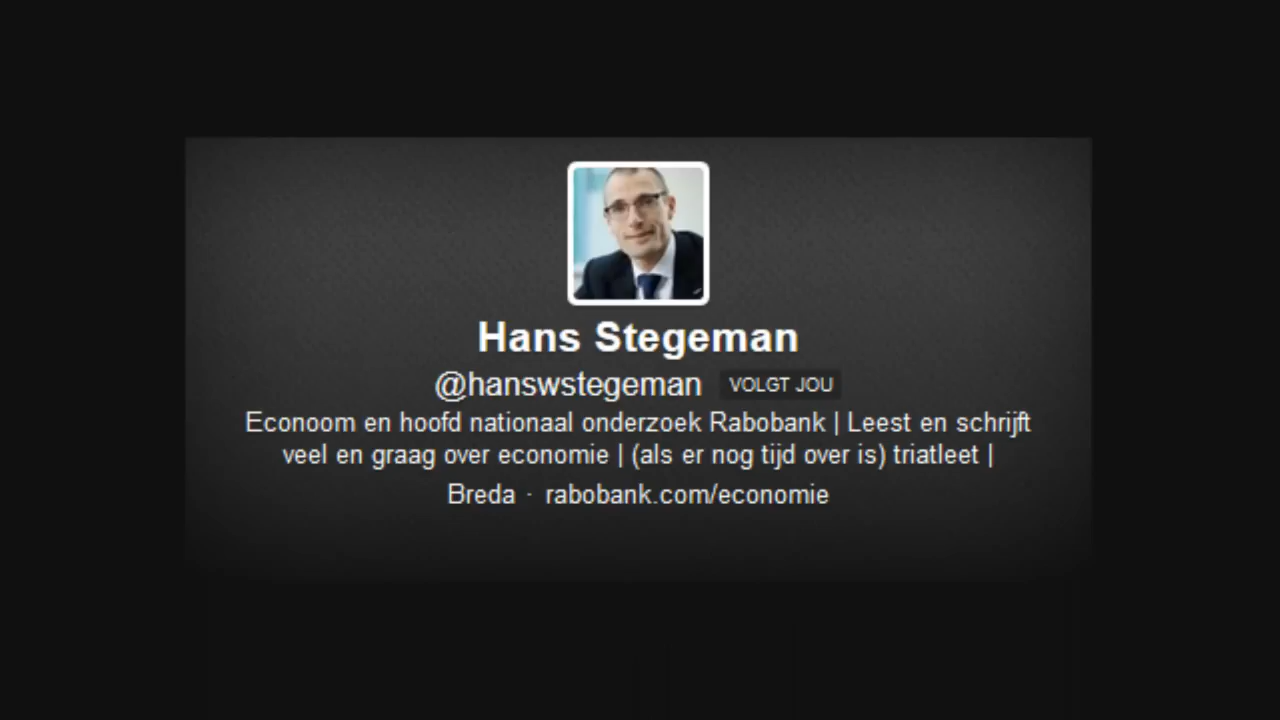 Hans Stegeman
@hanswstegeman VOLGT JOU
Econoom en hoofd nationaal onderzoek Rabobank | Leest en schrijft
veel en graag over economie | (als er nog tijd over is) triatleet |
Breda · rabobank.com/economie